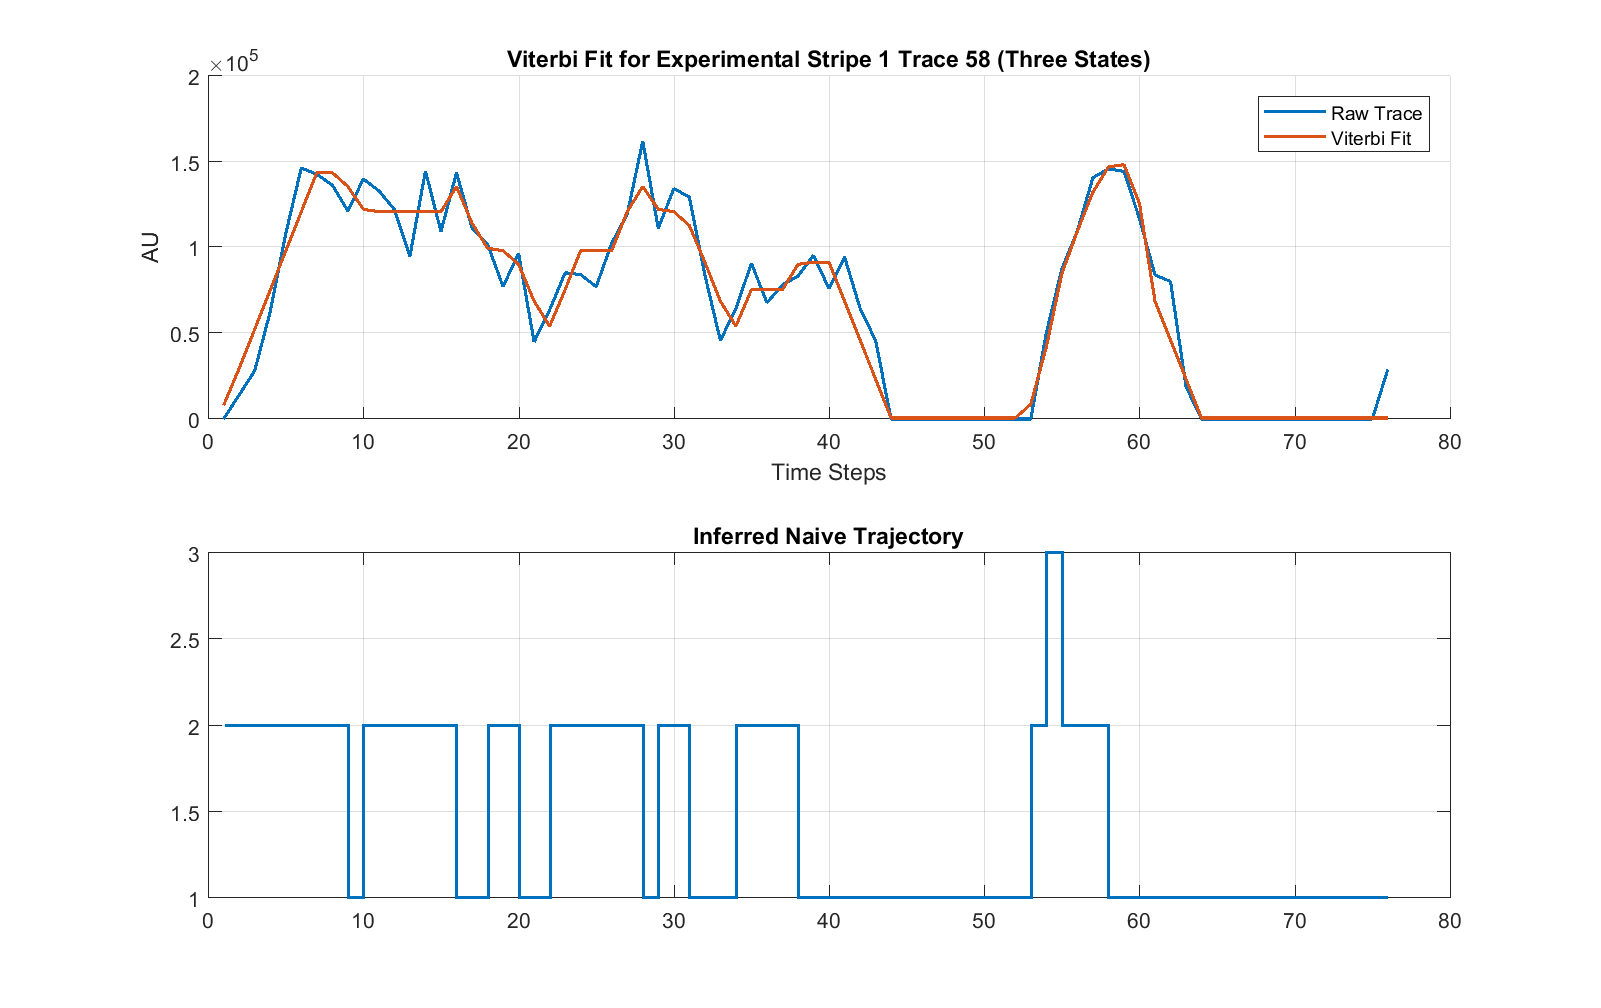 Viterbi Fit for Experimental Stripe 1 Trace 58 (Three States)
×10^5
2
1.5
1
0.5
0
AU
Raw Trace
Viterbi Fit
0 10 20 30 40 50 60 70 80
Time Steps
Inferred Naive Trajectory
3
2.5
2
1.5
1
0 10 20 30 40 50 60 70 80